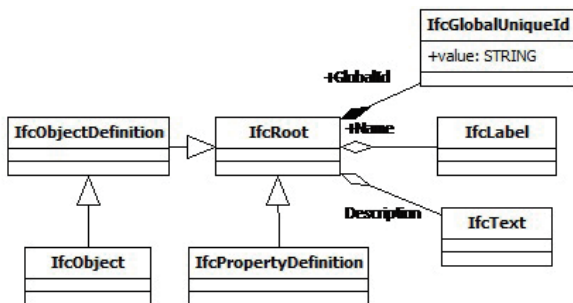 IfcGlobalUniqueId
+value: STRING
+GlobalId
IfcObjectDefinition
IfcRoot
+Name
IfcLabel
Description
IfcText
IfcObject
IfcPropertyDefinition